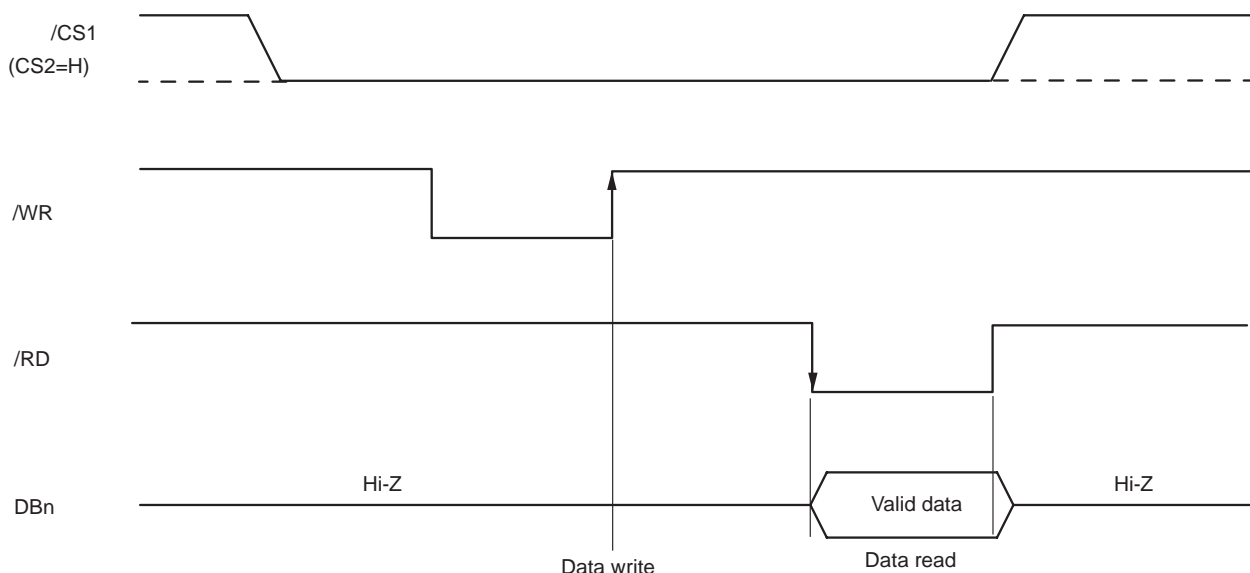 /CS1
(CS2=H)
/WR
/RD
Hi-Z
Hi-Z
DBn
Valid data
Data write
Data read